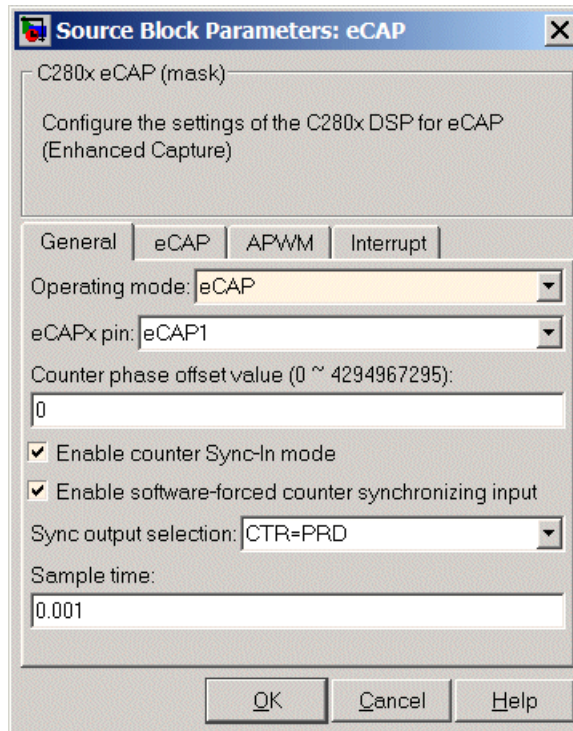 Source Block Parameters: eCAP
C280x eCAP (mask)
Configure the settings of the C280x DSP for eCAP
(Enhanced Capture)
General eCAP APWM Interrupt
Operating mode: eCAP
eCAPx pin: eCAP1
Counter phase offset value (0 ~ 4294967295):
0
Enable counter Sync-In mode
Enable software-forced counter synchronizing input
Sync output selection: CTR=PRD
Sample time:
0.001
OK Cancel Help